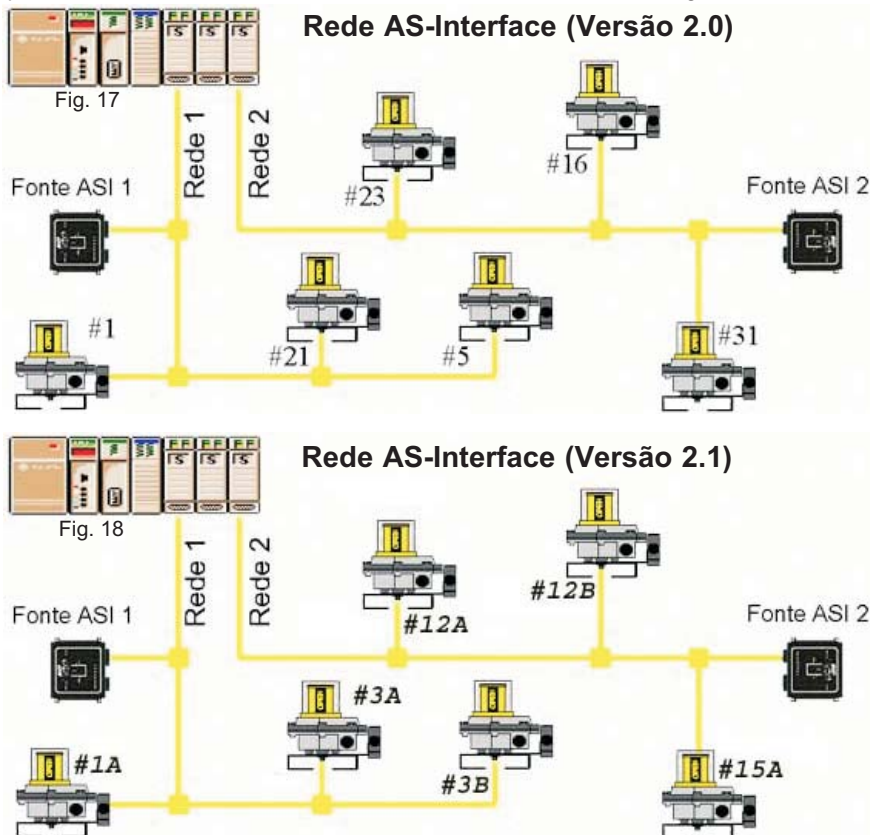 Rede AS-Interface (Versão 2.0)
Fig. 17
Rede 1
Rede 2
#23
#16
Fonte ASI 1
Fonte ASI 2
#1
#21
#5
#31
Rede AS-Interface (Versão 2.1)
Fig. 18
Rede 1
Rede 2
#12A
#12B
Fonte ASI 1
Fonte ASI 2
#3A
#1A
#3B
#15A